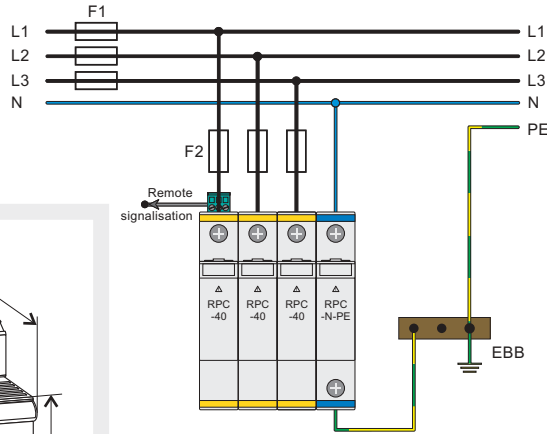 F1
L1 L1
L2 L2
L3 L3
N N
PE
F2
Remote
signalisation
RPC RPC RPC RPC
-40 -40 -40 -N-PE
EBB